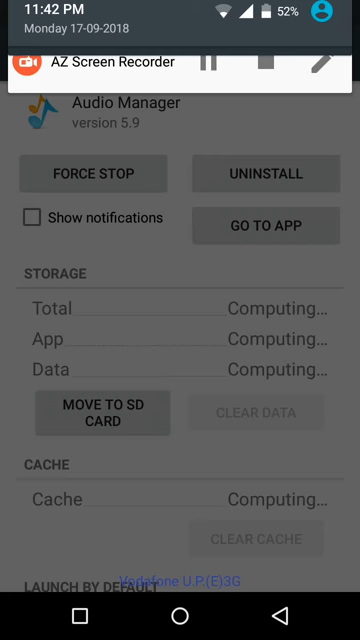 11:42 PM
52%
Monday 17-09-2018
AZ Screen Recorder
Audio Manager
version 5.9
FORCE STOP
UNINSTALL
Show notifications
GO TO APP
STORAGE
Total Computing...
App Computing...
Data Computing...
MOVE TO SD
CARD
CLEAR DATA
CACHE
Cache Computing...
CLEAR CACHE
Vodafone U.P.(E)3G
LAUNCH BY DEFAULT